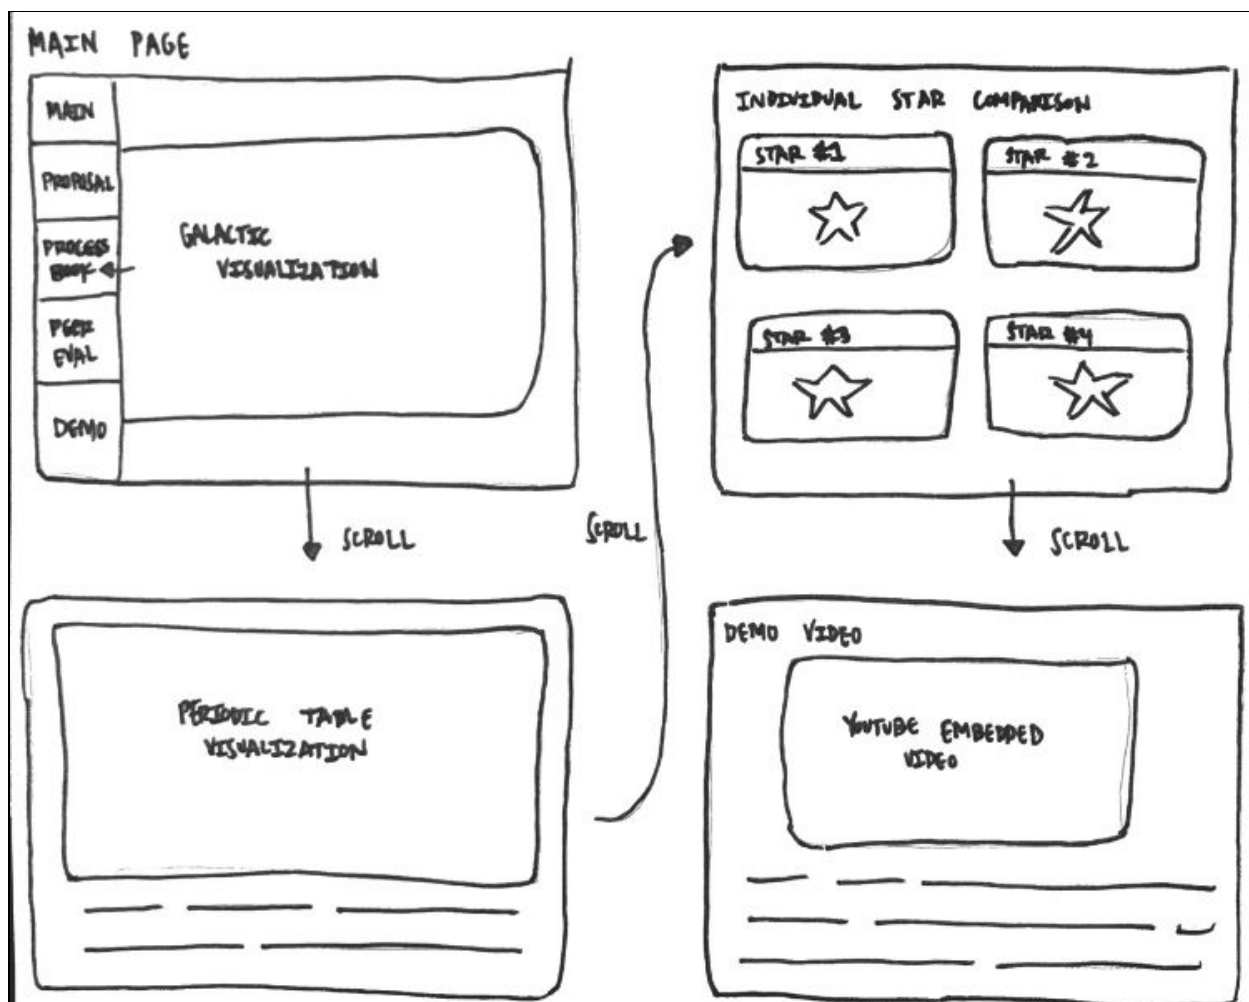 MAIN PAGE
MAIN
PROPOSAL
PROCESS
BOOK
PEER
EVAL
DEMO
GALACTIC
VISUALIZATION
SCROLL
PERIODIC TABLE
VISUALIZATION
SCROLL
INDIVIDUAL STAR COMPARISON
STAR #1
STAR #2
STAR #3
STAR #4
SCROLL
DEMO VIDEO
YOUTUBE EMBEDDED
VIDEO